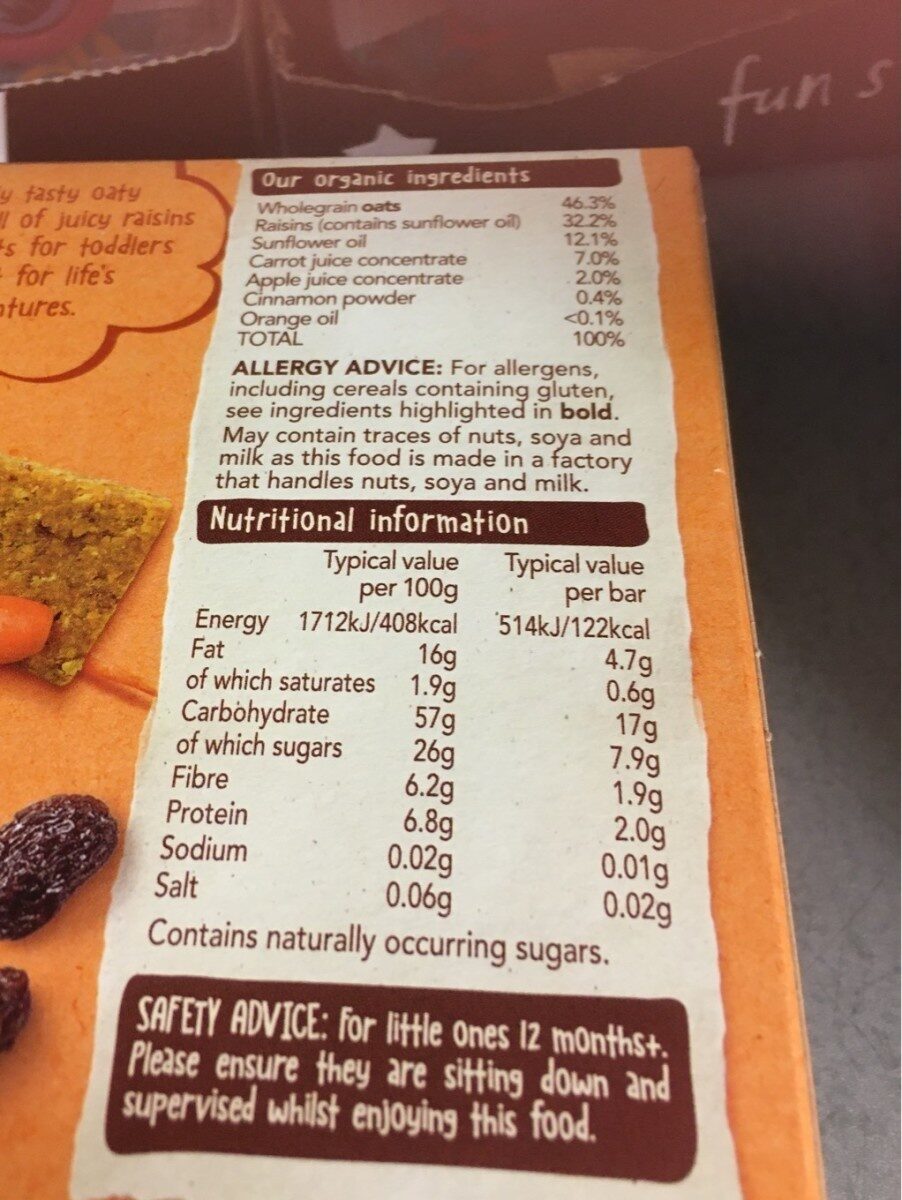 fun s
y tasty oaty
l of juicy raisins
ts for toddlers
for life's
ntures.
Our organic ingredients
Wholegrain oats 46.3%
Raisins (contains sunflower oil) 32.2%
Sunflower oil 12.1%
Carrot juice concentrate 7.0%
Apple juice concentrate 2.0%
Cinnamon powder 0.4%
Orange oil <0.1%
TOTAL 100%
ALLERGY ADVICE: For allergens,
including cereals containing gluten,
see ingredients highlighted in bold.
May contain traces of nuts, soya and
milk as this food is made in a factory
that handles nuts, soya and milk.
Nutritional information
Typical value Typical value
per 100g per bar
Energy 1712kJ/408kcal 514kJ/122kcal
Fat 16g 4.7g
of which saturates 1.9g 0.6g
Carbohydrate 57g 17g
of which sugars 26g 7.9g
Fibre 6.2g 1.9g
Protein 6.8g 2.0g
Sodium 0.02g 0.01g
Salt 0.06g 0.02g
Contains naturally occurring sugars.
SAFETY ADVICE: For little ones 12 months+.
Please ensure they are sitting down and
supervised whilst enjoying this food.